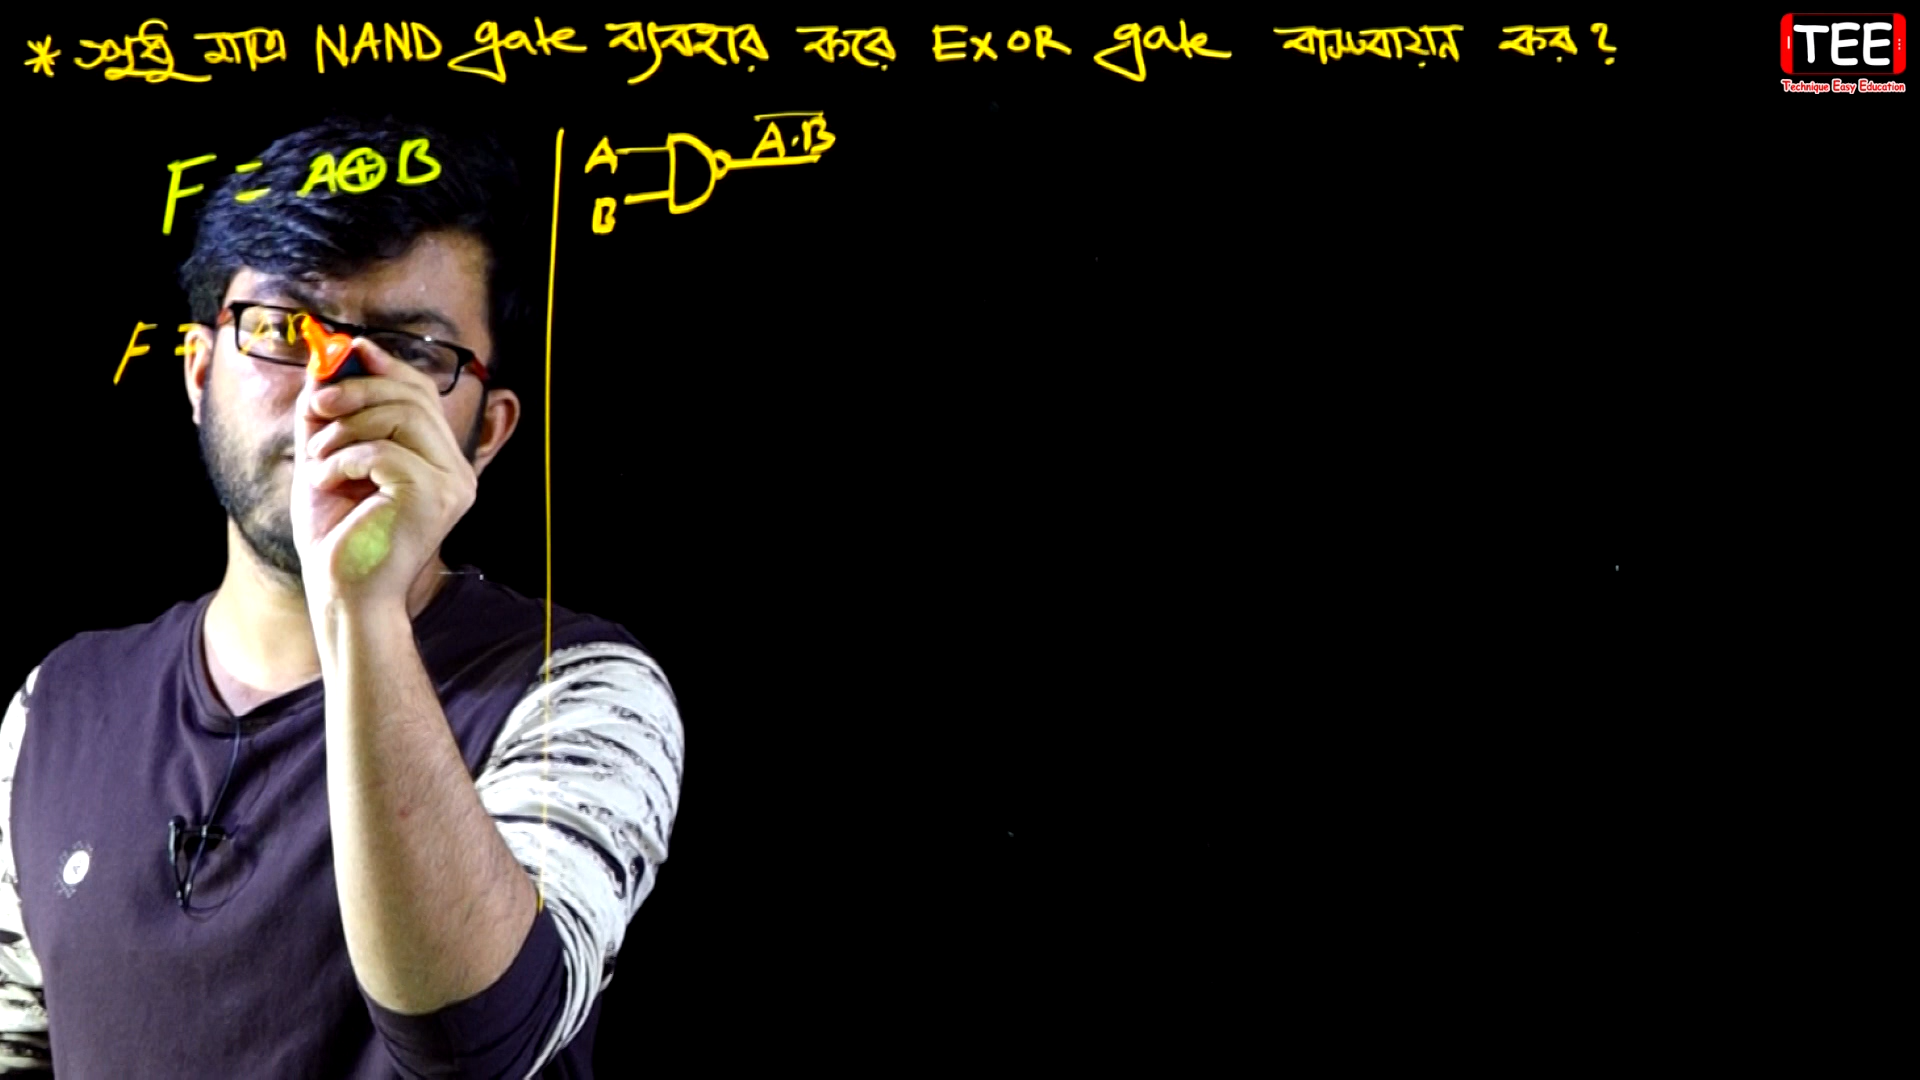 * শুধু মাত্র NAND gate ব্যবহার করে EXOR gate বাস্তবায়ন কর?
TEE
Technique Easy Education
F = A⊕B
A
B
A̅·̅B̅
F =